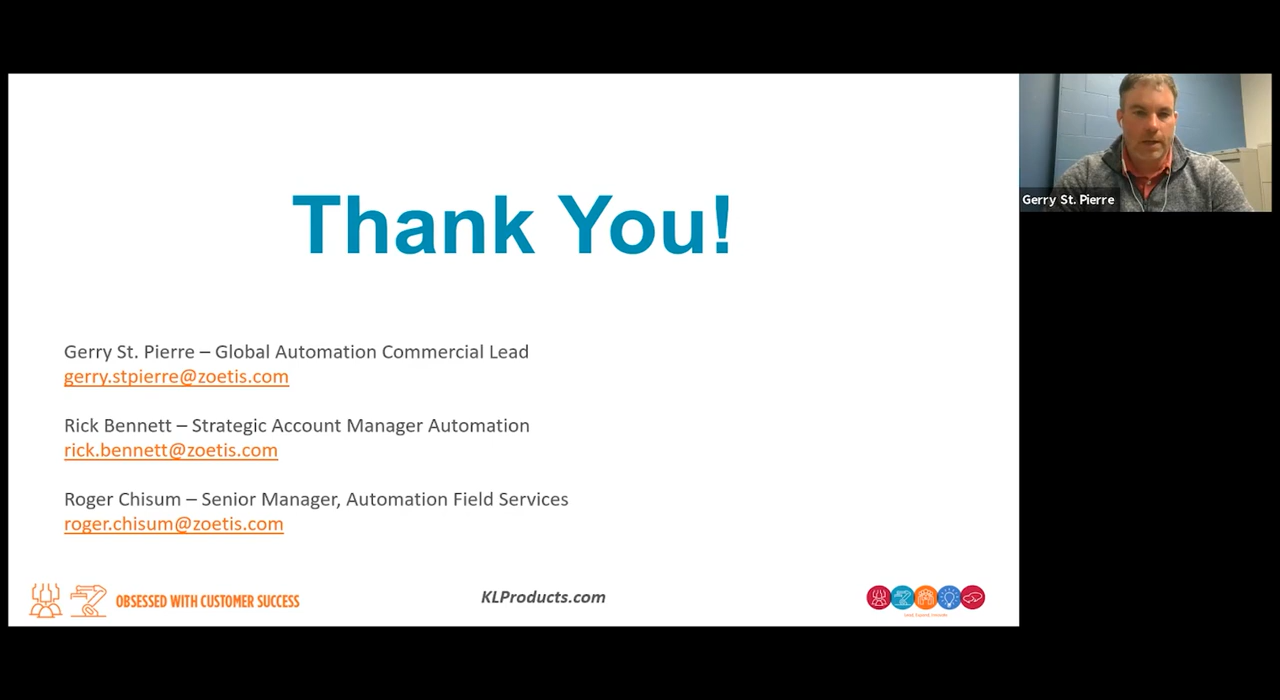 Thank You!
Gerry St. Pierre
Gerry St. Pierre – Global Automation Commercial Lead
gerry.stpierre@zoetis.com
Rick Bennett – Strategic Account Manager Automation
rick.bennett@zoetis.com
Roger Chisum – Senior Manager, Automation Field Services
roger.chisum@zoetis.com
OBSESSED WITH CUSTOMER SUCCESS
KLProducts.com